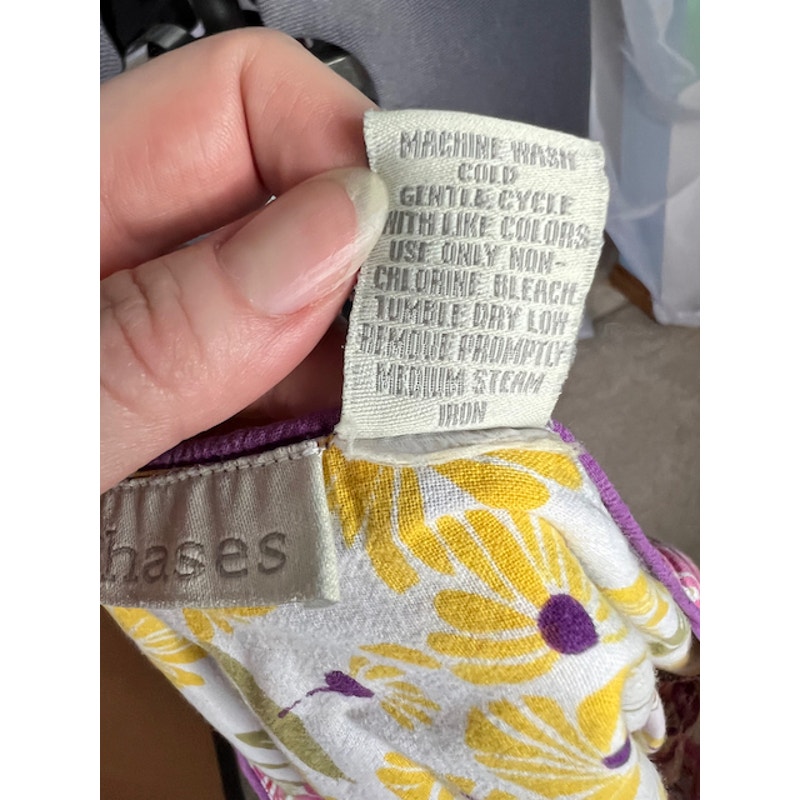 MACHINE WASH
COLD
GENTLE CYCLE
WITH LIKE COLORS
USE ONLY NON-
CHLORINE BLEACH
TUMBLE DRY LOW
REMOVE PROMPTLY
MEDIUM STEAM
IRON
hases